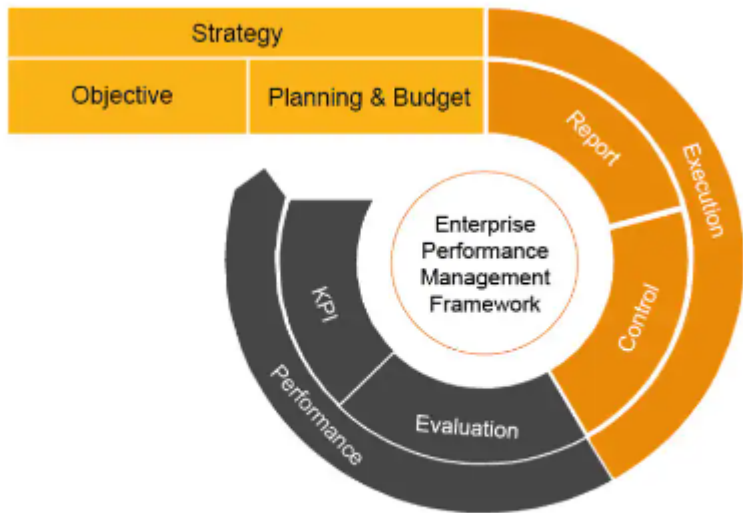 Strategy
Objective
Planning & Budget
Report
Execution
Control
Enterprise
Performance
Management
Framework
KPI
Evaluation
Performance